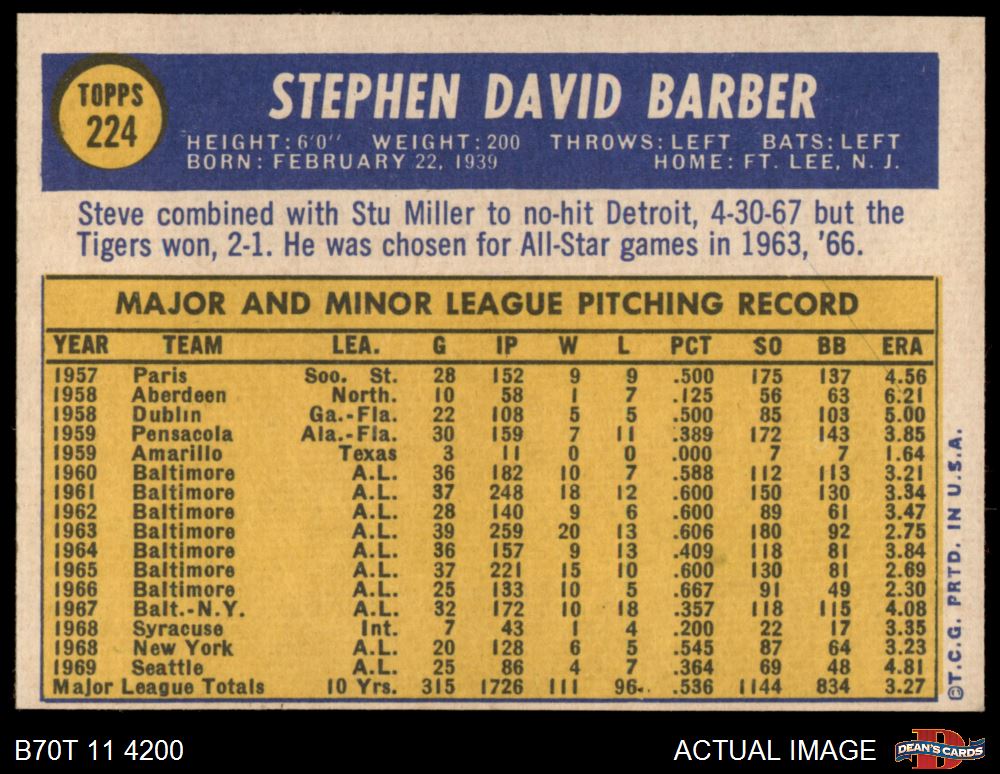 TOPPS
224
STEPHEN DAVID BARBER
HEIGHT: 6'0" WEIGHT: 200 THROWS: LEFT BATS: LEFT
BORN: FEBRUARY 22, 1939 HOME: FT. LEE, N. J.
Steve combined with Stu Miller to no-hit Detroit, 4-30-67 but the
Tigers won, 2-1. He was chosen for All-Star games in 1963, '66.
MAJOR AND MINOR LEAGUE PITCHING RECORD
YEAR TEAM LEA. G IP W L PCT SO BB ERA
1957 Paris Soo. St. 28 152 9 9 .500 175 137 4.56
1958 Aberdeen North. 10 58 1 7 .125 56 63 6.21
1958 Dublin Ga.-Fla. 22 108 5 5 .500 85 103 5.00
1959 Pensacola Ala.-Fla. 30 159 7 11 .389 172 143 3.85
1959 Amarillo Texas 3 11 0 0 .000 7 7 1.64
1960 Baltimore A.L. 36 182 10 7 .588 112 113 3.21
1961 Baltimore A.L. 37 248 18 12 .600 150 130 3.34
1962 Baltimore A.L. 28 140 9 6 .600 89 61 3.47
1963 Baltimore A.L. 39 259 20 13 .606 180 92 2.75
1964 Baltimore A.L. 36 157 9 13 .409 118 81 3.84
1965 Baltimore A.L. 37 221 15 10 .600 130 81 2.69
1966 Baltimore A.L. 25 133 10 5 .667 91 49 2.30
1967 Balt.-N.Y. A.L. 32 172 10 18 .357 118 115 4.08
1968 Syracuse Int. 7 43 1 4 .200 22 17 3.35
1968 New York A.L. 20 128 6 5 .545 87 64 3.23
1969 Seattle A.L. 25 86 4 7 .364 69 48 4.81
Major League Totals 10 Yrs. 315 1726 111 96 .536 1144 834 3.27
©T.C.G. PRTD. IN U.S.A.
B70T 11 4200 ACTUAL IMAGE
D
DEAN'S CARDS